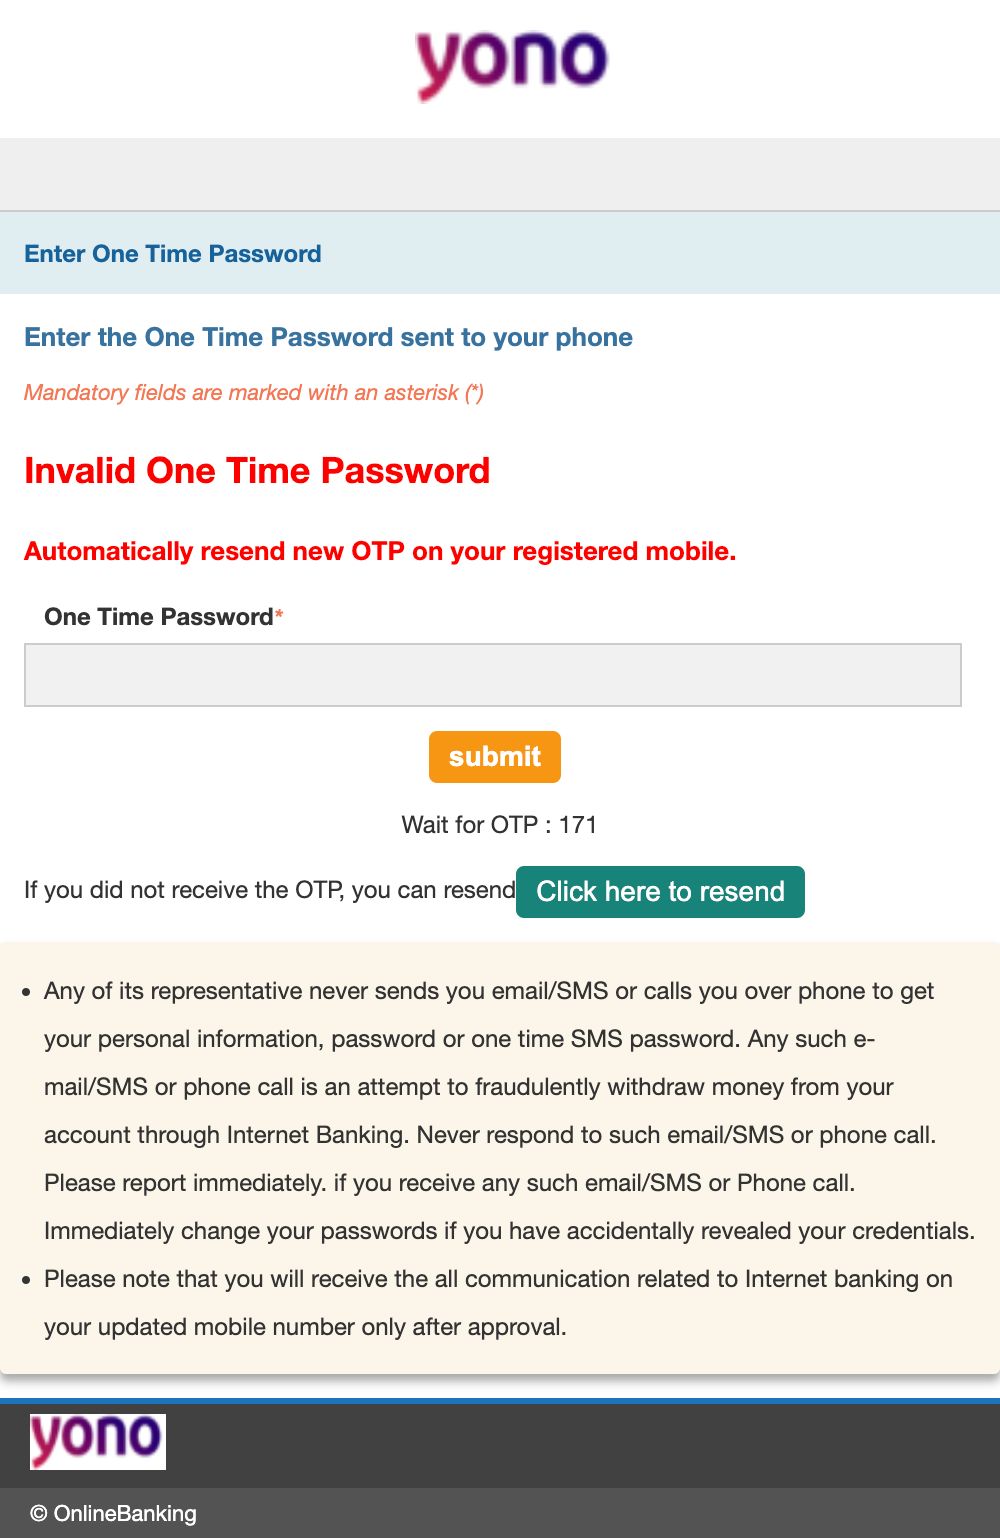 yono
Enter One Time Password
Enter the One Time Password sent to your phone
Mandatory fields are marked with an asterisk (*)
Invalid One Time Password
Automatically resend new OTP on your registered mobile.
One Time Password*
submit
Wait for OTP : 171
If you did not receive the OTP, you can resend Click here to resend
• Any of its representative never sends you email/SMS or calls you over phone to get
your personal information, password or one time SMS password. Any such e-
mail/SMS or phone call is an attempt to fraudulently withdraw money from your
account through Internet Banking. Never respond to such email/SMS or phone call.
Please report immediately. if you receive any such email/SMS or Phone call.
Immediately change your passwords if you have accidentally revealed your credentials.
• Please note that you will receive the all communication related to Internet banking on
your updated mobile number only after approval.
yono
© OnlineBanking